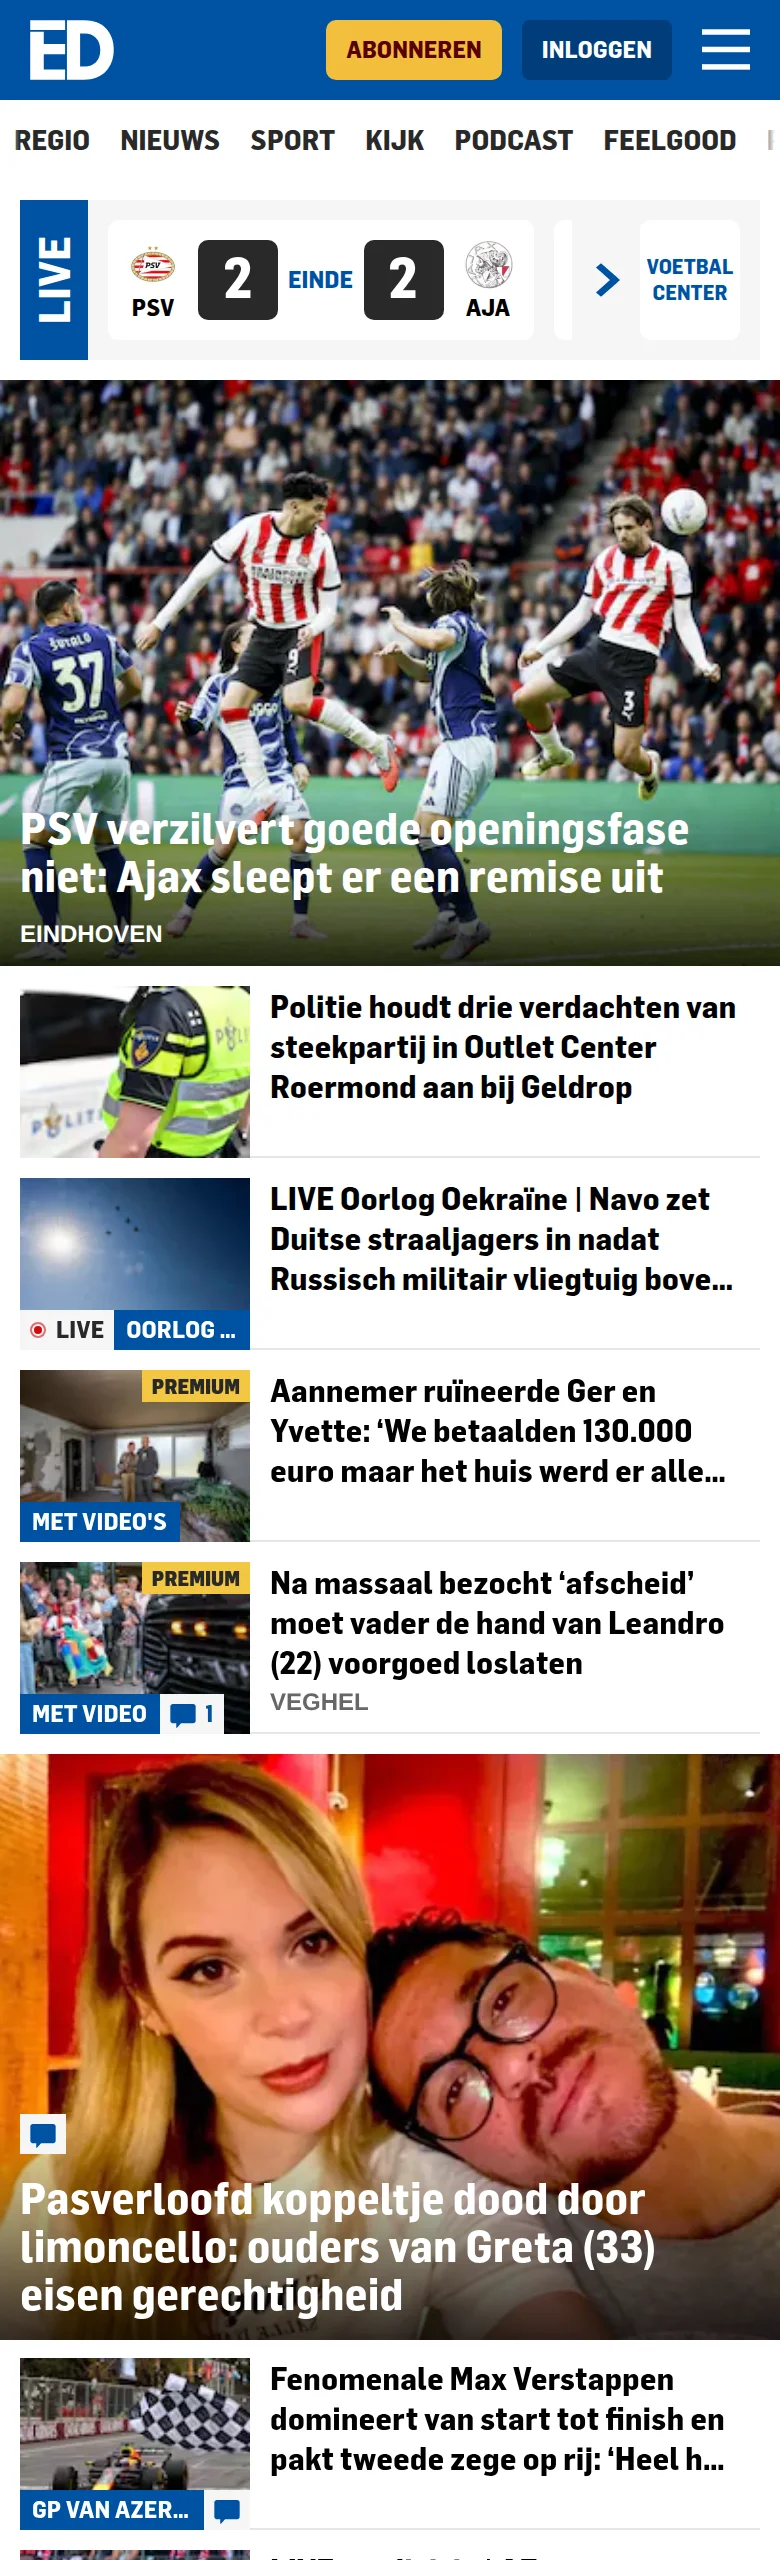 ED
ABONNEREN
INLOGGEN
REGIO NIEUWS SPORT KIJK PODCAST FEELGOOD
LIVE
PSV
2
EINDE
2
AJA
VOETBAL
CENTER
ŠUTALO
37
BRAINPORT
9
3
PSV verzilvert goede openingsfase
niet: Ajax sleept er een remise uit
EINDHOVEN
POLITI
Politie houdt drie verdachten van
steekpartij in Outlet Center
Roermond aan bij Geldrop
LIVE
OORLOG ...
LIVE Oorlog Oekraïne | Navo zet
Duitse straaljagers in nadat
Russisch militair vliegtuig bove...
PREMIUM
MET VIDEO'S
Aannemer ruïneerde Ger en
Yvette: ‘We betaalden 130.000
euro maar het huis werd er alle...
PREMIUM
MET VIDEO
1
Na massaal bezocht ‘afscheid’
moet vader de hand van Leandro
(22) voorgoed loslaten
VEGHEL
Pasverloofd koppeltje dood door
limoncello: ouders van Greta (33)
eisen gerechtigheid
GP VAN AZER...
Fenomenale Max Verstappen
domineert van start tot finish en
pakt tweede zege op rij: ‘Heel h...